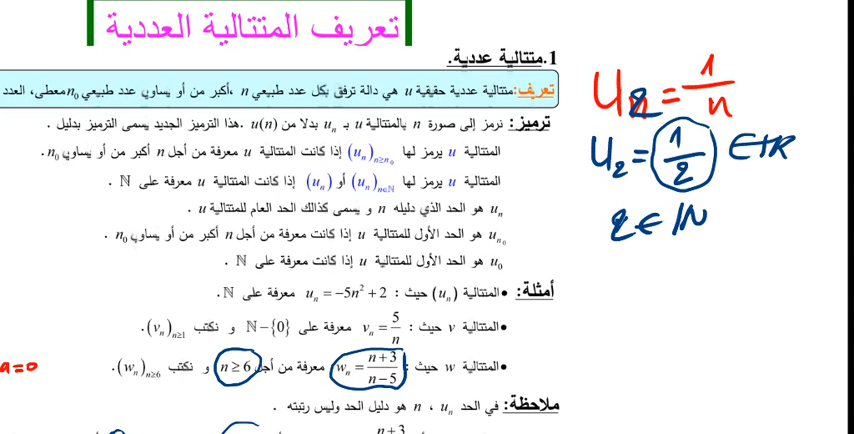 تعريف المتتالية العددية
1. متتالية عددية.
تعريف: متتالية عددية حقيقية u هي دالة ترفق بكل عدد طبيعي n ،أكبر من أو يساوي عدد طبيعي n₀ معطى، العدد
ترميز: نرمز إلى صورة n بالمتتالية u بـ uₙ بدلا من u(n) .هذا الترميز الجديد يسمى الترميز بدليل .
المتتالية u يرمز لها (uₙ)ₙ≥ₙ₀ إذا كانت المتتالية u معرفة من أجل n أكبر من أو يساوي n₀.
المتتالية u يرمز لها (uₙ)ₙ∈ℕ أو (uₙ) إذا كانت المتتالية u معرفة على ℕ .
uₙ هو الحد الذي دليله n و يسمى كذالك الحد العام للمتتالية u .
uₙ₀ هو الحد الأول للمتتالية u إذا كانت معرفة من أجل n أكبر من أو يساوي n₀ .
u₀ هو الحد الأول للمتتالية u إذا كانت معرفة على ℕ .
أمثلة: •المتتالية (uₙ) حيث : uₙ = −5n² + 2 معرفة على ℕ .
•المتتالية v حيث : vₙ = 5/n معرفة على ℕ−{0} و نكتب (vₙ)ₙ≥₁ .
•المتتالية w حيث : wₙ = (n+3)/(n−5) معرفة من أجل n ≥ 6 و نكتب (wₙ)ₙ≥₆ .
ملاحظة: في الحد uₙ ، n هو دليل الحد وليس رتبته .
n+3
= 1/n
U₂ = 1/2 ∈ IR
2 ∈ IN
=0